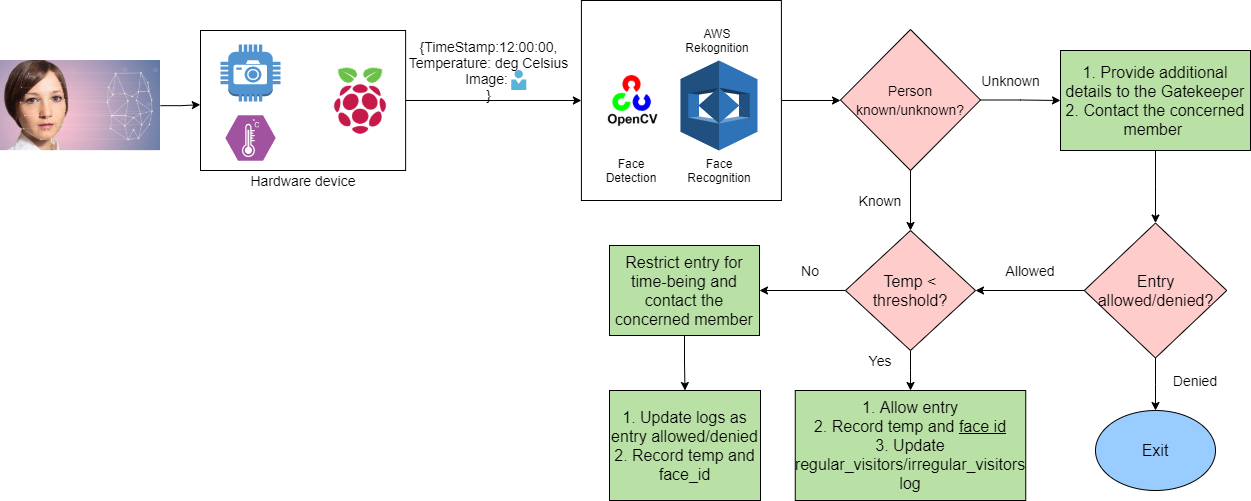 {TimeStamp:12:00:00,
Temperature: deg Celsius
Image:
}
°C
Hardware device
AWS
Rekognition
OpenCV
Face
Detection
Face
Recognition
Person
known/unknown?
Unknown
1. Provide additional
details to the Gatekeeper
2. Contact the concerned
member
Known
Restrict entry for
time-being and
contact the
concerned member
No
Temp <
threshold?
Allowed
Entry
allowed/denied?
Yes
Denied
1. Update logs as
entry allowed/denied
2. Record temp and
face_id
1. Allow entry
2. Record temp and face id
3. Update
regular_visitors/irregular_visitors
log
Exit